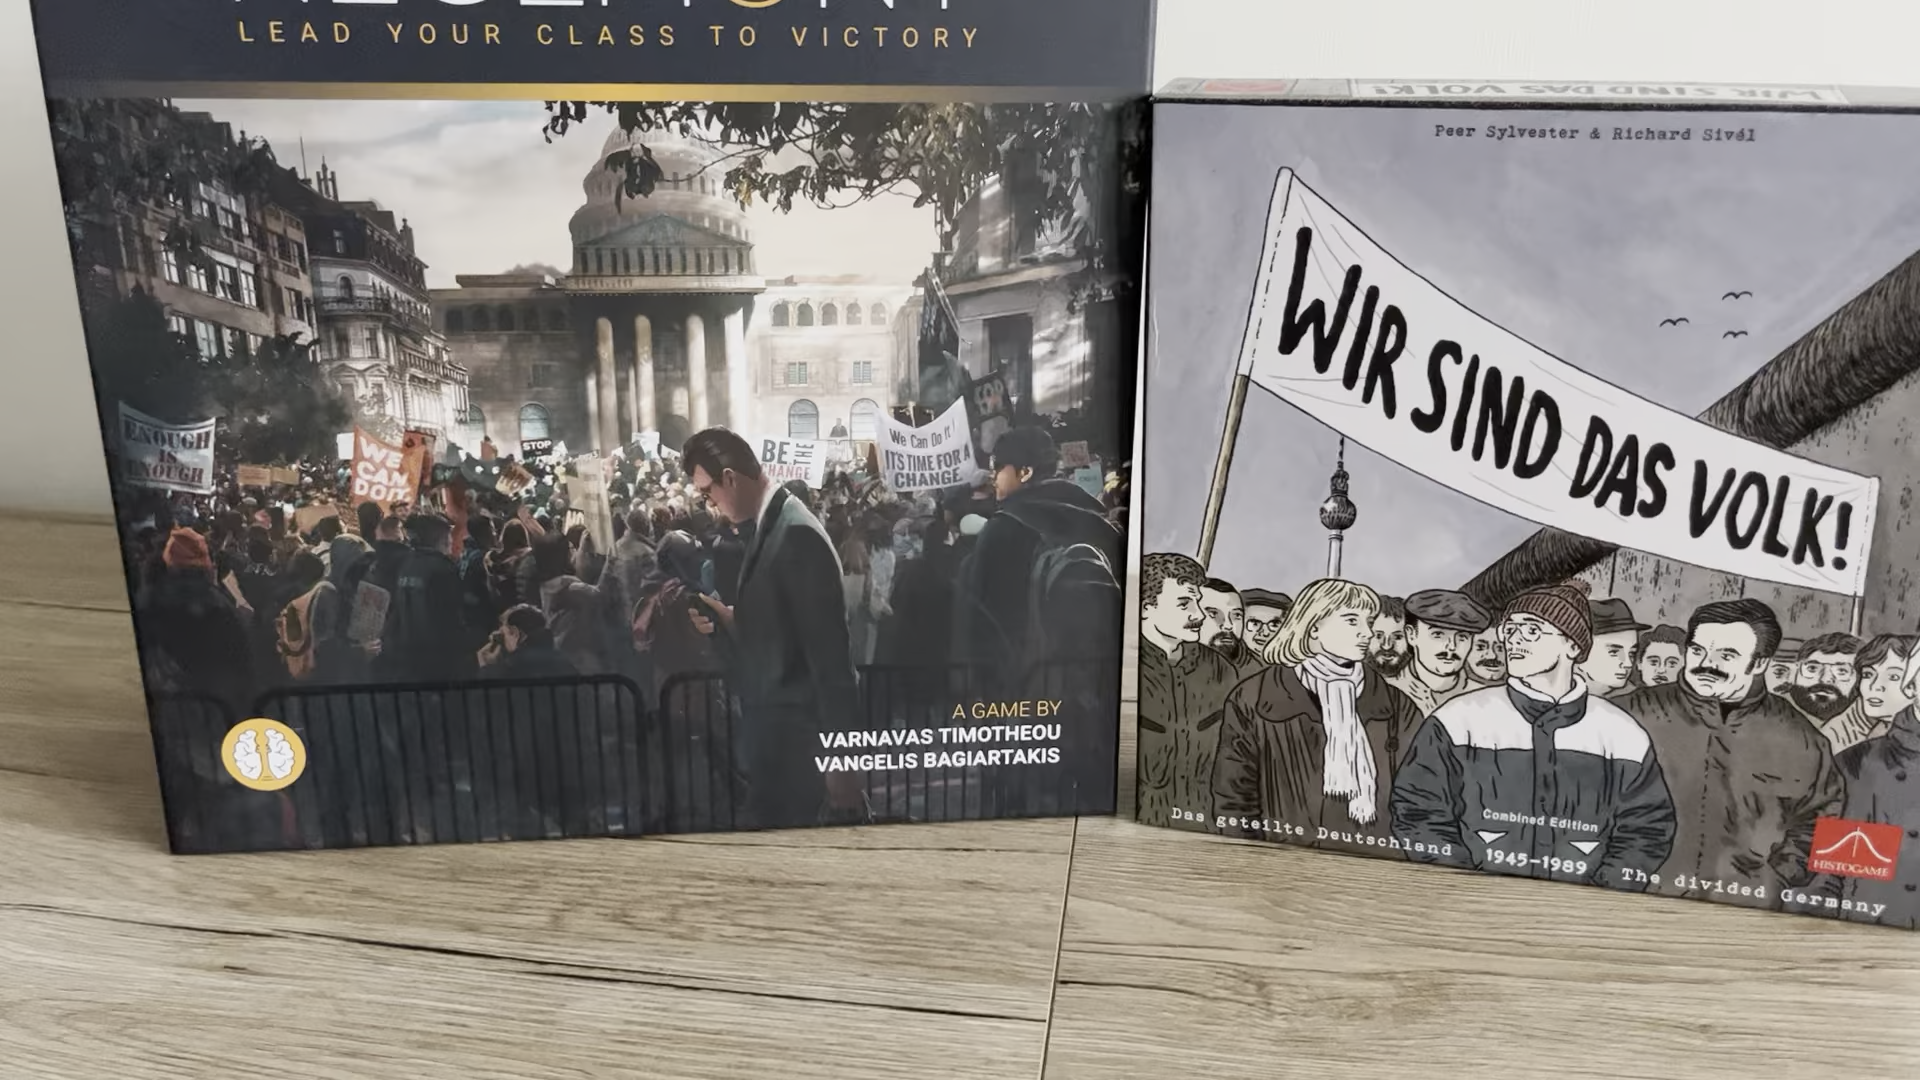 LEAD YOUR CLASS TO VICTORY
ENOUGH
IS
ENOUGH
WE
CAN
DO IT!
STOP
BE THE
CHANGE
We Can Do It!
IT'S TIME FOR A
CHANGE
A GAME BY
VARNAVAS TIMOTHEOU
VANGELIS BAGIARTAKIS
WIR SIND DAS VOLK!
Peer Sylvester & Richard Sivél
WIR SIND DAS VOLK!
Das geteilte Deutschland
Combined Edition
1945-1989
The divided Germany
HISTOGAME